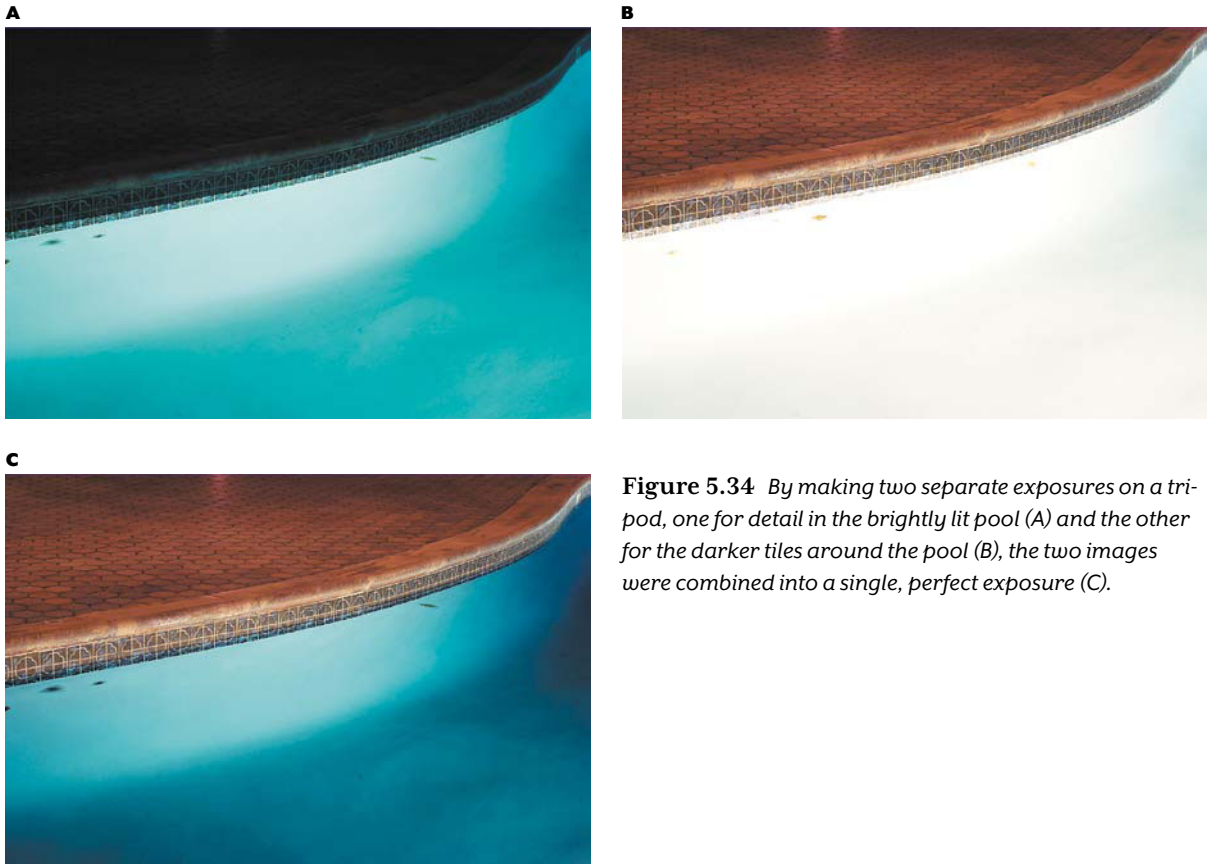 A
B
C
Figure 5.34 By making two separate exposures on a tri-
pod, one for detail in the brightly lit pool (A) and the other
for the darker tiles around the pool (B), the two images
were combined into a single, perfect exposure (C).